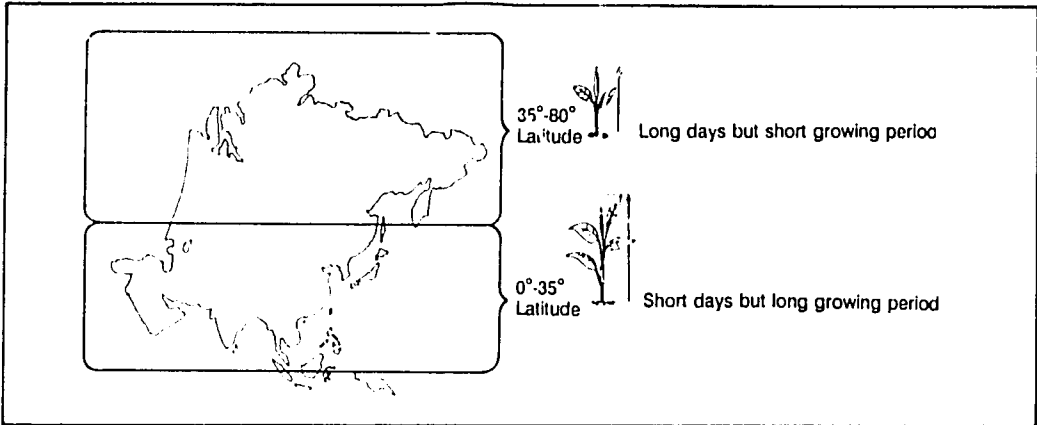 35°-80°
Latitude
Long days but short growing period
0°-35°
Latitude
Short days but long growing period